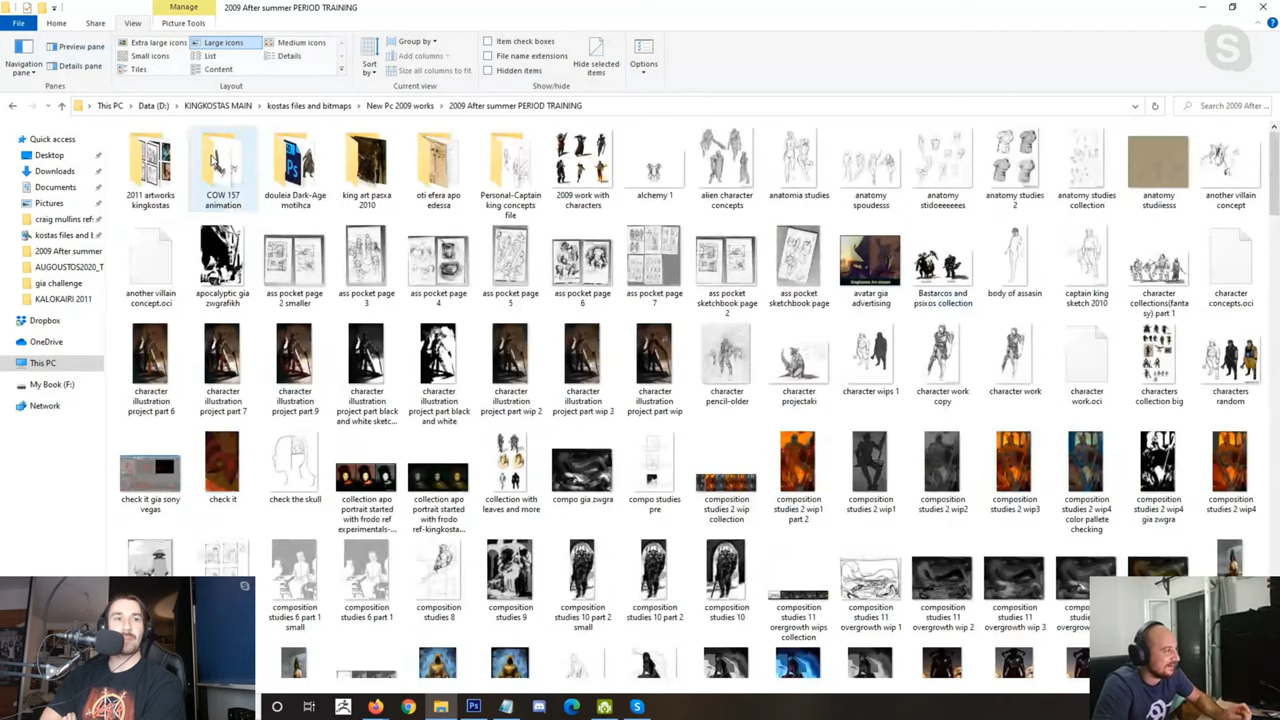 Manage
2009 After summer PERIOD TRAINING
File
Home
Share
View
Picture Tools
Navigation pane
Preview pane
Details pane
Extra large icons
Large icons
Medium icons
Small icons
List
Details
Tiles
Content
Sort by
Group by
Add columns
Size all columns to fit
Item check boxes
File name extensions
Hidden items
Hide selected items
Options
Panes
Layout
Current view
Show/hide
This PC
Data (D:)
KINGKOSTAS MAIN
kostas files and bitmaps
New Pc 2009 works
2009 After summer PERIOD TRAINING
Search 2009 After ...
Quick access
Desktop
Downloads
Documents
Pictures
craig mullins ref
kostas files and b
2009 After summer
AUGOUSTOS2020_T
gia challenge
KALOKAIRI 2011
Dropbox
OneDrive
This PC
My Book (F:)
Network
2011 artworks kingkostas
COW 157 animation
douleia Dark-Age motihca
king art pasxa 2010
oti efera apo edessa
Personal-Captain king concepts file
2009 work with characters
alchemy 1
alien character concepts
anatomia studies
anatomy spoudesss
anatomy stidoeeeees
anatomy studies 2
anatomy studies collection
anatomy studiesss
another villain concept
another villain concept.oci
apocalyptic gia zwgrafikh
ass pocket page 2 smaller
ass pocket page 3
ass pocket page 4
ass pocket page 5
ass pocket page 6
ass pocket page 7
ass pocket sketchbook page 2
ass pocket sketchbook page
avatar gia advertising
Bastarcos and psixos collection
body of assasin
captain king sketch 2010
character collections(fantasy) part 1
character concepts.oci
character illustration project part 6
character illustration project part 7
character illustration project part 9
character illustration project part black and white sketc...
character illustration project part black and white
character illustration project part wip 2
character illustration project part wip 3
character illustration project part wip
character pencil-older
character projectaki
character wips 1
character work copy
character work
character work.oci
characters collection big
characters random
check it gia sony vegas
check it
check the skull
collection apo portrait started with frodo ref experimentals-...
collection apo portrait started with frodo ref-kingkosta...
collection with leaves and more
compo gia zwgra
compo studies pre
composition studies 2 wip collection
composition studies 2 part 2
composition studies 2 wip1
composition studies 2 wip2
composition studies 2 wip3
composition studies 2 wip4 color pallete checking
composition studies 2 wip4 gia zwgra
composition studies 2 wip4
composition studies 6 part 1 small
composition studies 6 part 1
composition studies 8
composition studies 9
composition studies 10 part 2 small
composition studies 10 part 2
composition studies 10
composition studies 11 overgrowth wips collection
composition studies 11 overgrowth wip 1
composition studies 11 overgrowth wip 2
composition studies 11 overgrowth wip 3